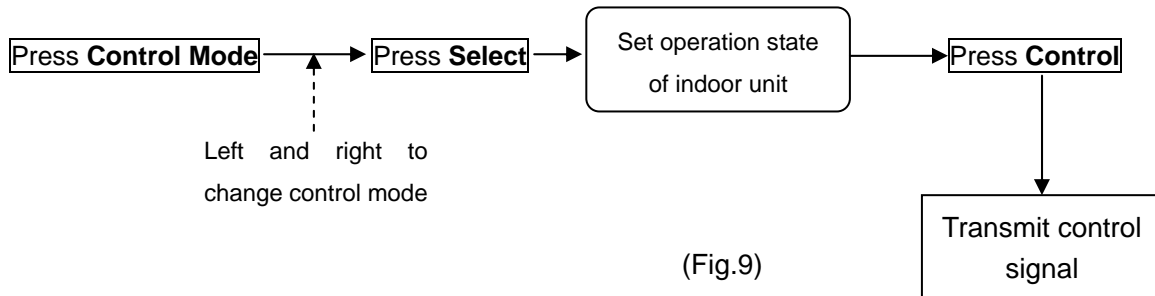 Press Control Mode
Press Select
Set operation state
of indoor unit
Press Control
Left and right to
change control mode
Transmit control
signal
(Fig.9)